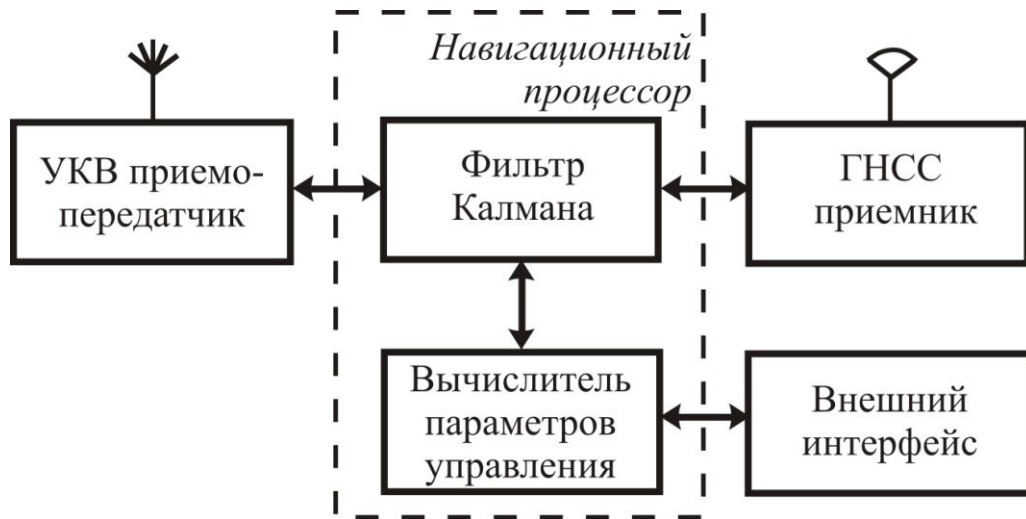 Навигационный
процессор
УКВ приемо-
передатчик
Фильтр
Калмана
ГНСС
приемник
Вычислитель
параметров
управления
Внешний
интерфейс